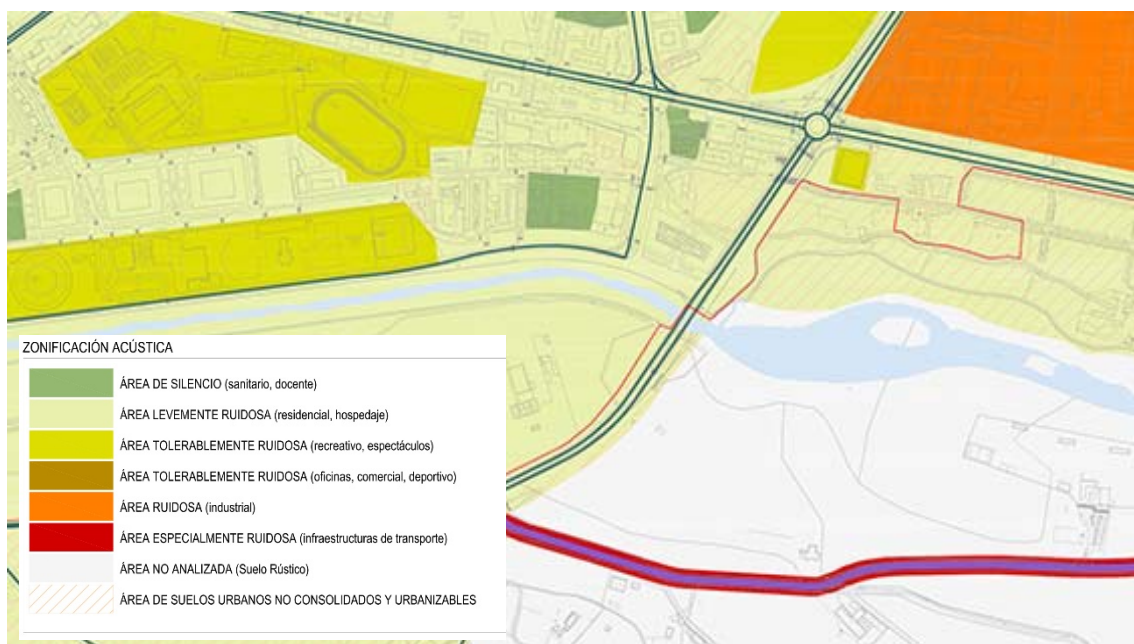 ZONIFICACIÓN ACÚSTICA
ÁREA DE SILENCIO (sanitario, docente)
ÁREA LEVEMENTE RUIDOSA (residencial, hospedaje)
ÁREA TOLERABLEMENTE RUIDOSA (recreativo, espectáculos)
ÁREA TOLERABLEMENTE RUIDOSA (oficinas, comercial, deportivo)
ÁREA RUIDOSA (industrial)
ÁREA ESPECIALMENTE RUIDOSA (infraestructuras de transporte)
ÁREA NO ANALIZADA (Suelo Rústico)
ÁREA DE SUELOS URBANOS NO CONSOLIDADOS Y URBANIZABLES